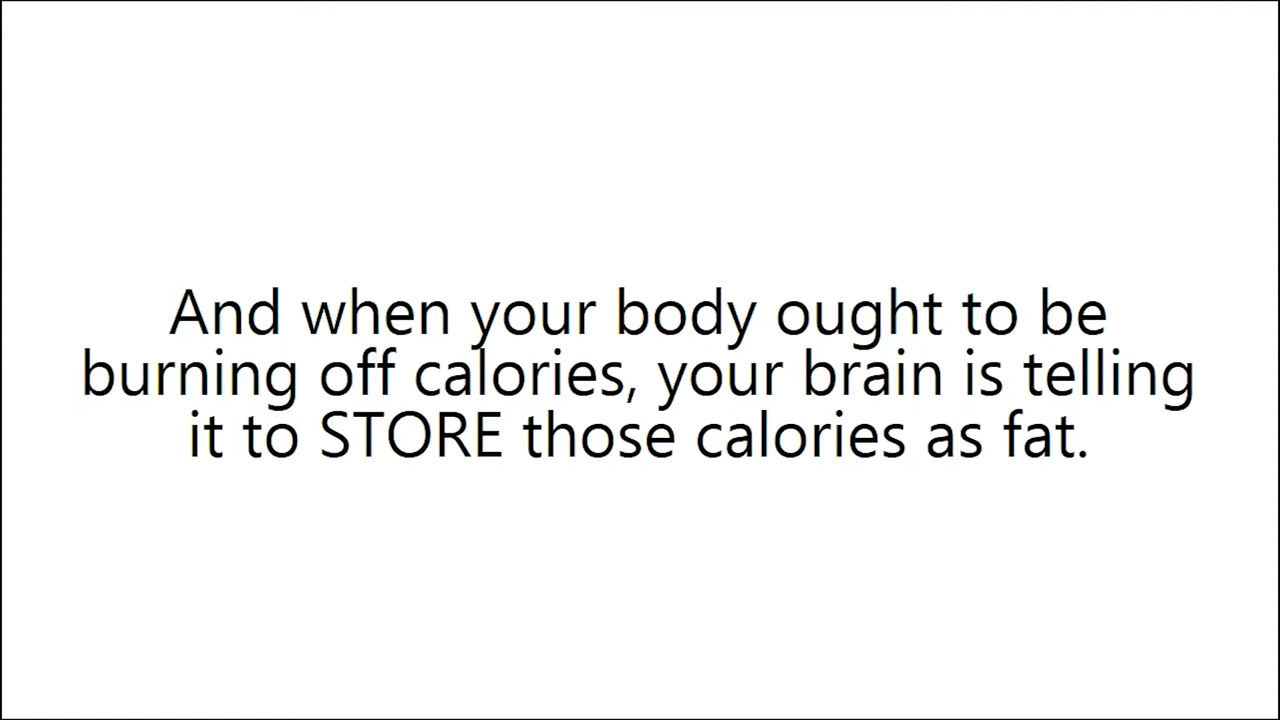 And when your body ought to be
burning off calories, your brain is telling
it to STORE those calories as fat.